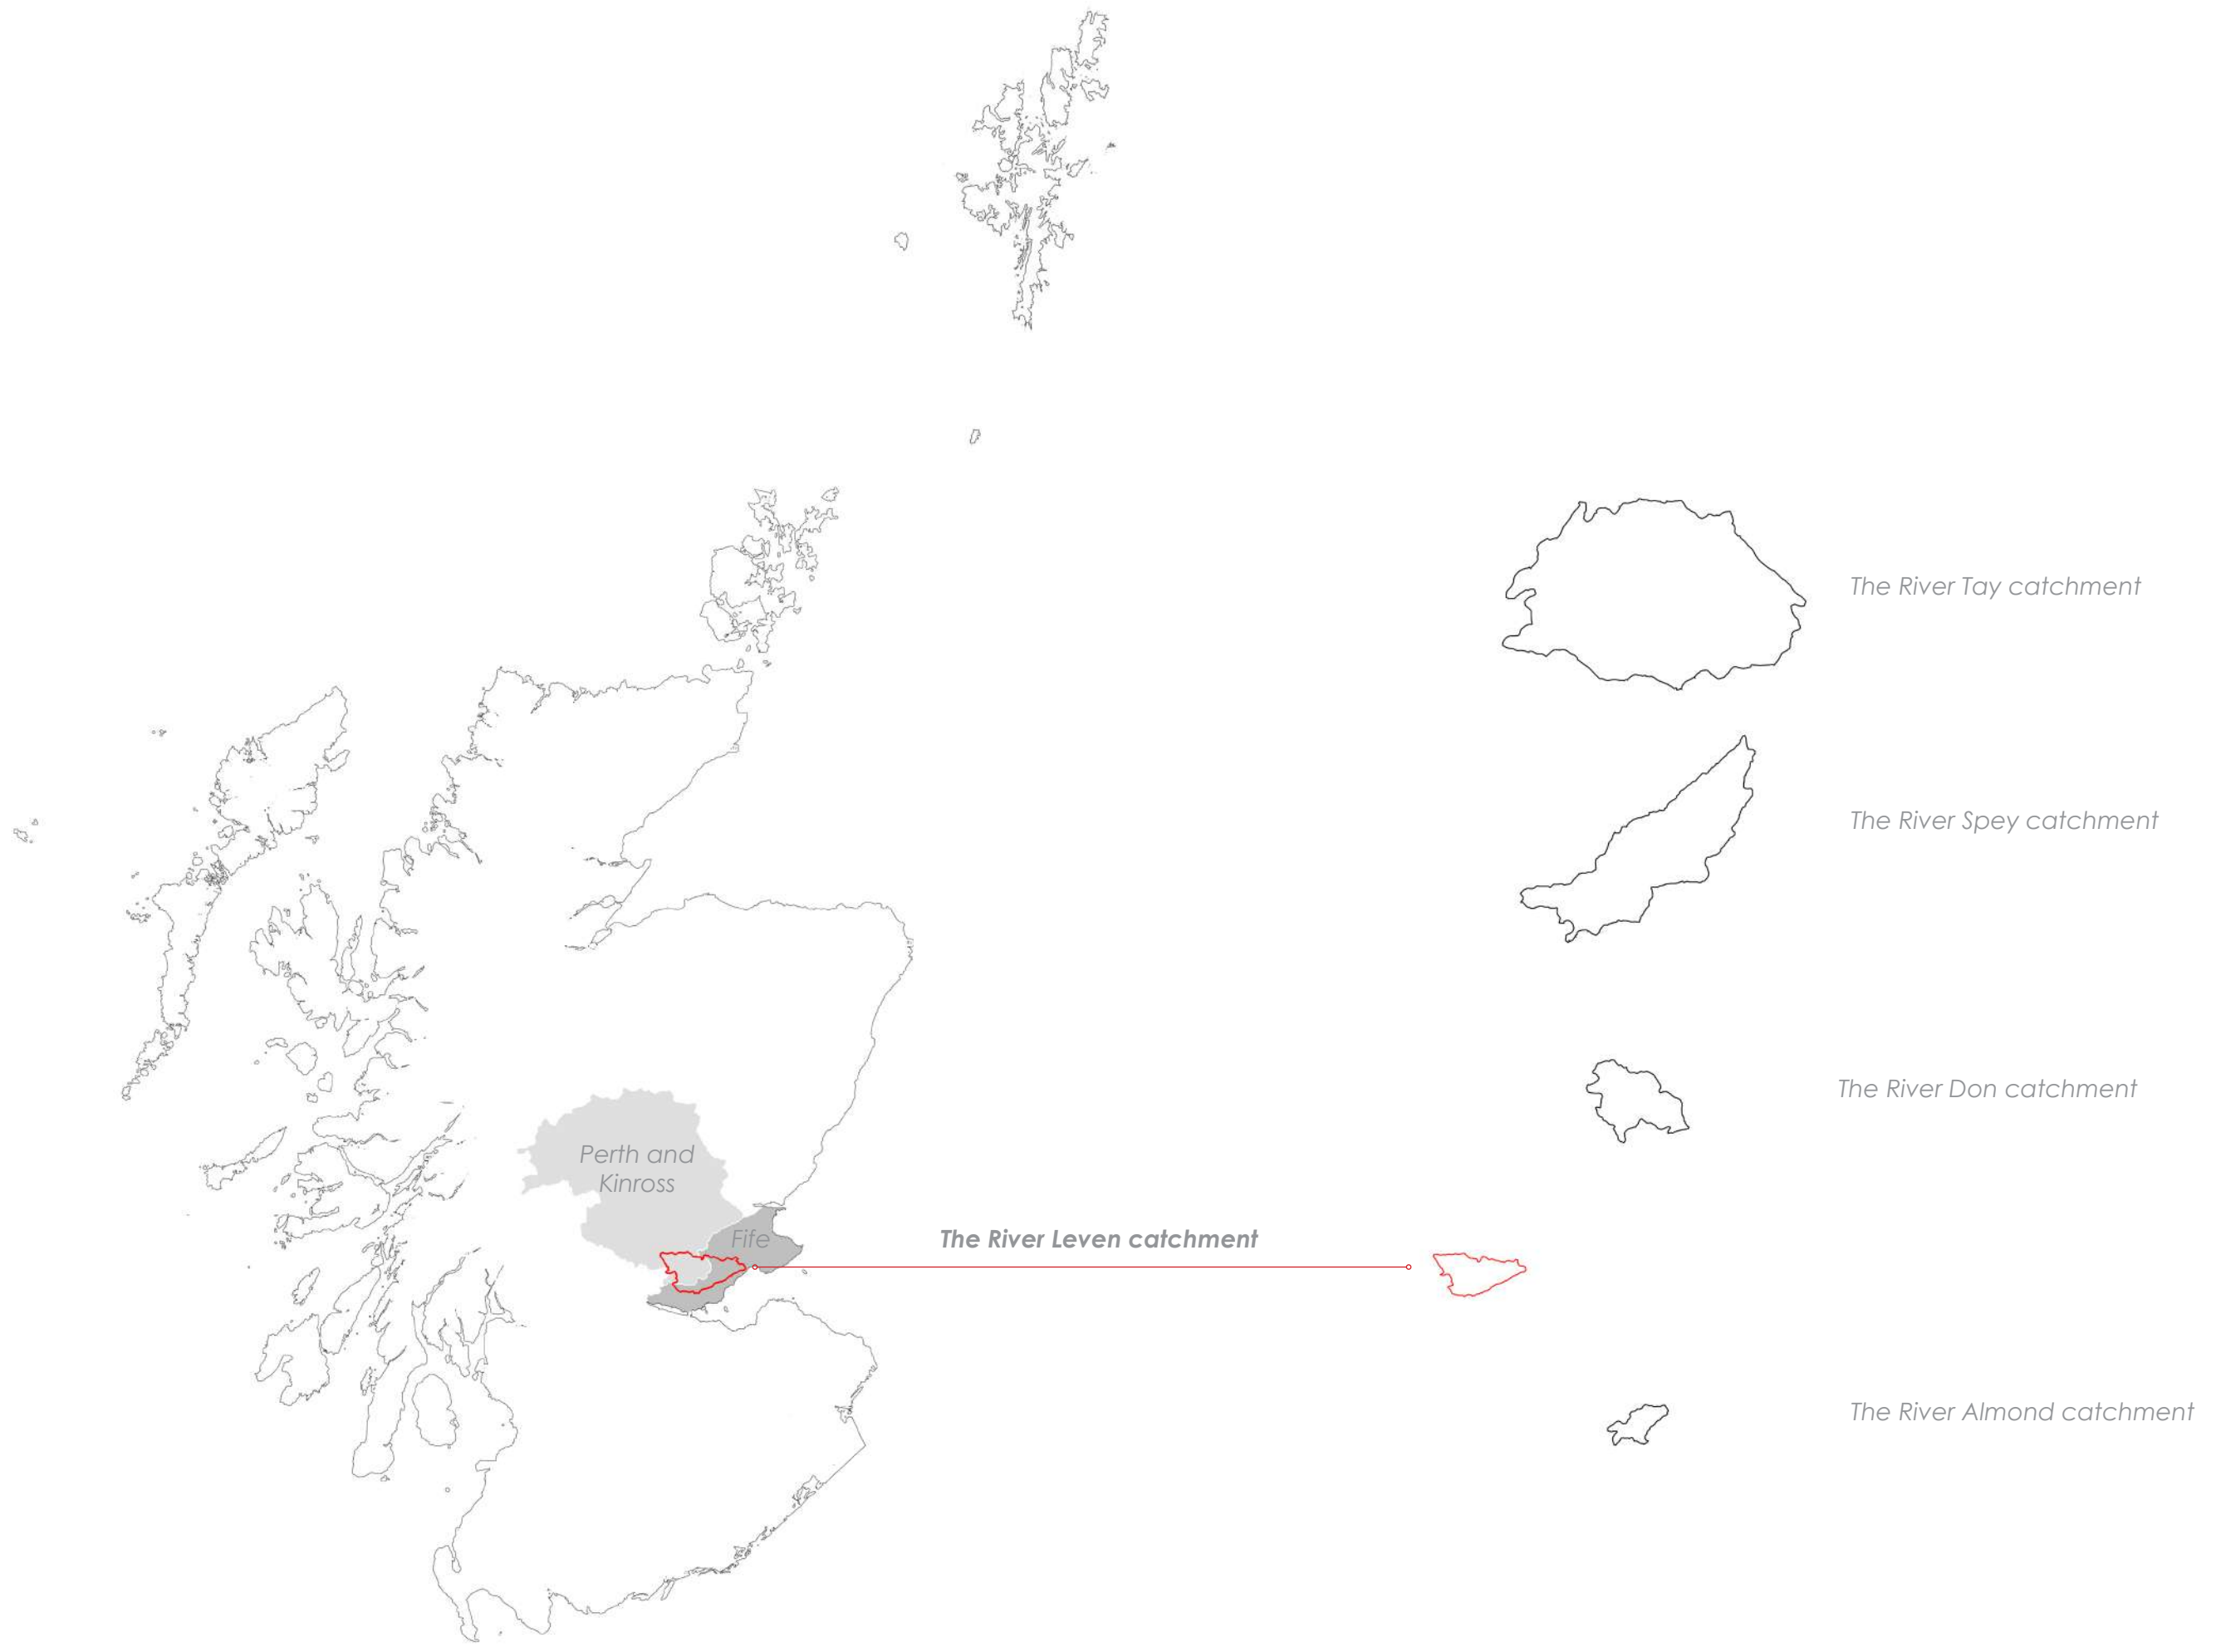 The River Tay catchment
The River Spey catchment
The River Don catchment
Perth and
Kinross
Fife
The River Leven catchment
The River Almond catchment